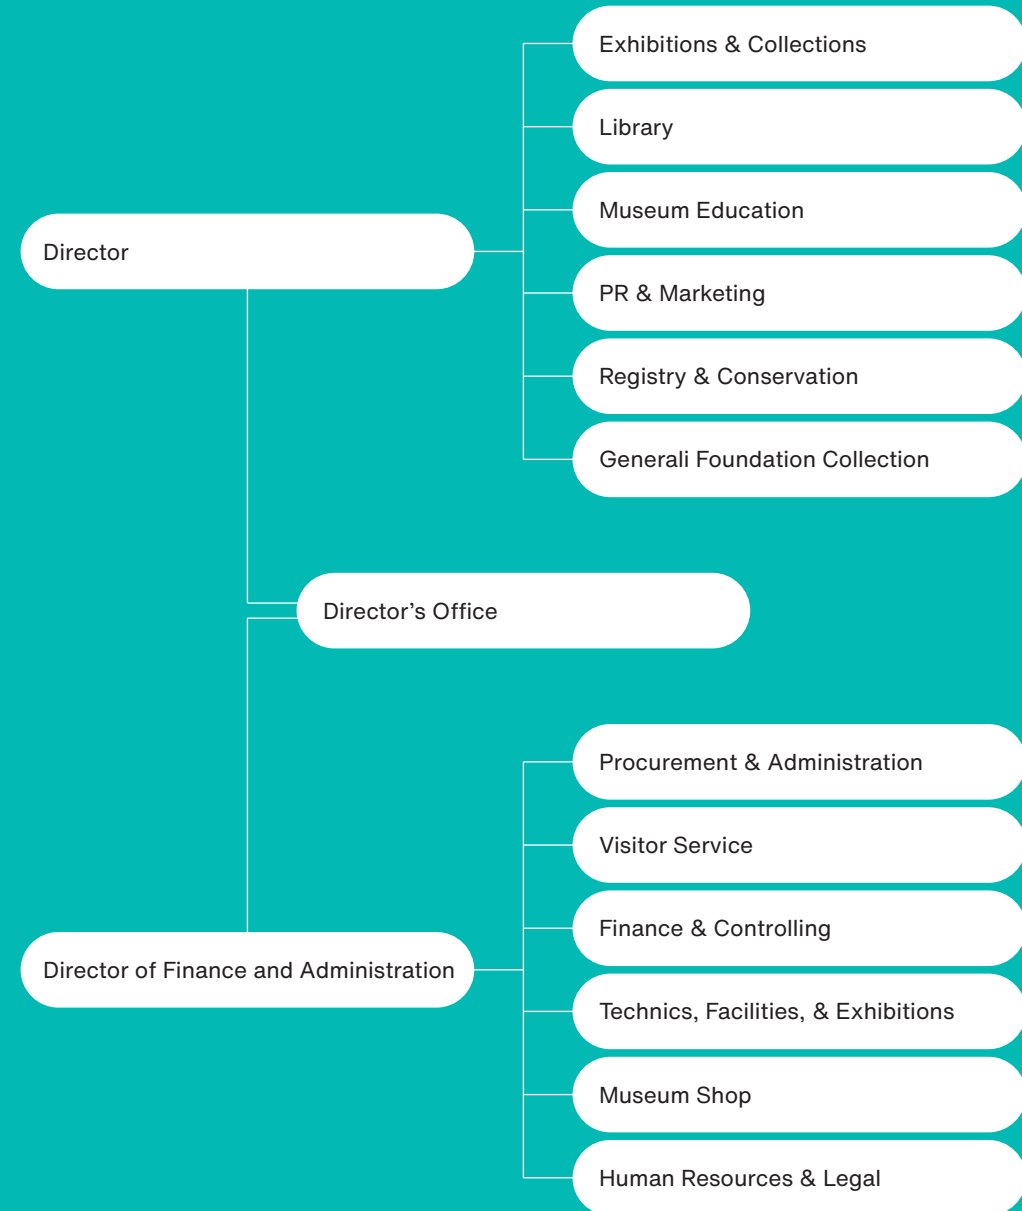 Exhibitions & Collections
Library
Museum Education
Director
PR & Marketing
Registry & Conservation
Generali Foundation Collection
Director’s Office
Procurement & Administration
Visitor Service
Finance & Controlling
Director of Finance and Administration
Technics, Facilities, & Exhibitions
Museum Shop
Human Resources & Legal